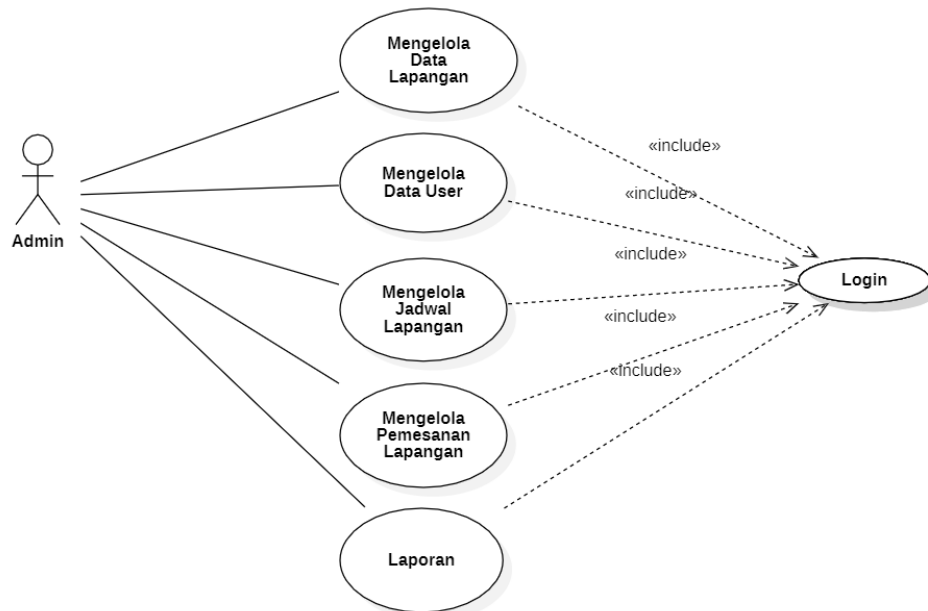 Mengelola
Data
Lapangan
«include»
Mengelola
Data User
«include»
Admin
«include»
Login
Mengelola
Jadwal
Lapangan
«include»
«include»
Mengelola
Pemesanan
Lapangan
Laporan